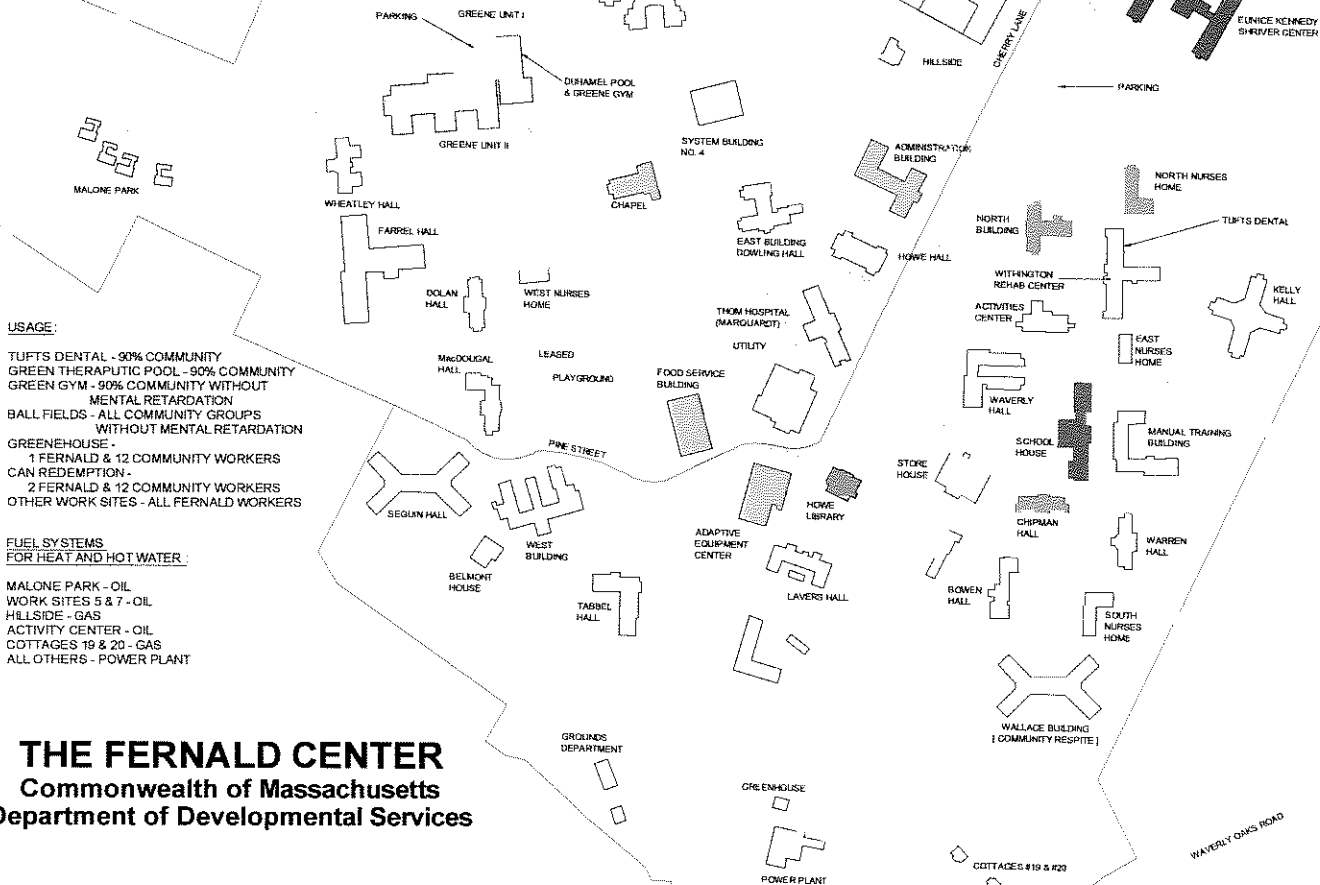 PARKING
GREENE UNIT I
EUNICE KENNEDY
SHRIVER CENTER
CHERRY LANE
HILLSIDE
DUHAMEL POOL
& GREENE GYM
PARKING
GREENE UNIT II
SYSTEM BUILDING
NO. 4
ADMINISTRATION
BUILDING
MALONE PARK
WHEATLEY HALL
CHAPEL
NORTH NURSES
HOME
FARREL HALL
NORTH
BUILDING
TUFTS DENTAL
EAST BUILDING
DOWLING HALL
HOWE HALL
WITHINGTON
REHAB CENTER
DOLAN
HALL
WEST NURSES
HOME
KELLY
HALL
THOM HOSPITAL
(MARQUARDT)
ACTIVITIES
CENTER
UTILITY
EAST
NURSES
HOME
MacDOUGAL
HALL
LEASED
PLAYGROUND
FOOD SERVICE
BUILDING
WAVERLY
HALL
USAGE:
TUFTS DENTAL - 90% COMMUNITY
GREEN THERAPUTIC POOL - 90% COMMUNITY
GREEN GYM - 90% COMMUNITY WITHOUT
MENTAL RETARDATION
BALL FIELDS - ALL COMMUNITY GROUPS
WITHOUT MENTAL RETARDATION
GREENEHOUSE -
1 FERNALD & 12 COMMUNITY WORKERS
CAN REDEMPTION -
2 FERNALD & 12 COMMUNITY WORKERS
OTHER WORK SITES - ALL FERNALD WORKERS
PINE STREET
SCHOOL
HOUSE
MANUAL TRAINING
BUILDING
STORE
HOUSE
SEGUIN HALL
HOWE
LIBRARY
CHIPMAN
HALL
WEST
BUILDING
ADAPTIVE
EQUIPMENT
CENTER
WARREN
HALL
BELMONT
HOUSE
LAVERS HALL
BOWEN
HALL
TABBEL
HALL
SOUTH
NURSES
HOME
FUEL SYSTEMS
FOR HEAT AND HOT WATER :
MALONE PARK - OIL
WORK SITES 5 & 7 - OIL
HILLSIDE - GAS
ACTIVITY CENTER - OIL
COTTAGES 19 & 20 - GAS
ALL OTHERS - POWER PLANT
WALLACE BUILDING
[ COMMUNITY RESPITE ]
GROUNDS
DEPARTMENT
THE FERNALD CENTER
Commonwealth of Massachusetts
Department of Developmental Services
GREENHOUSE
POWER PLANT
COTTAGES #19 & #20
WAVERLY OAKS ROAD